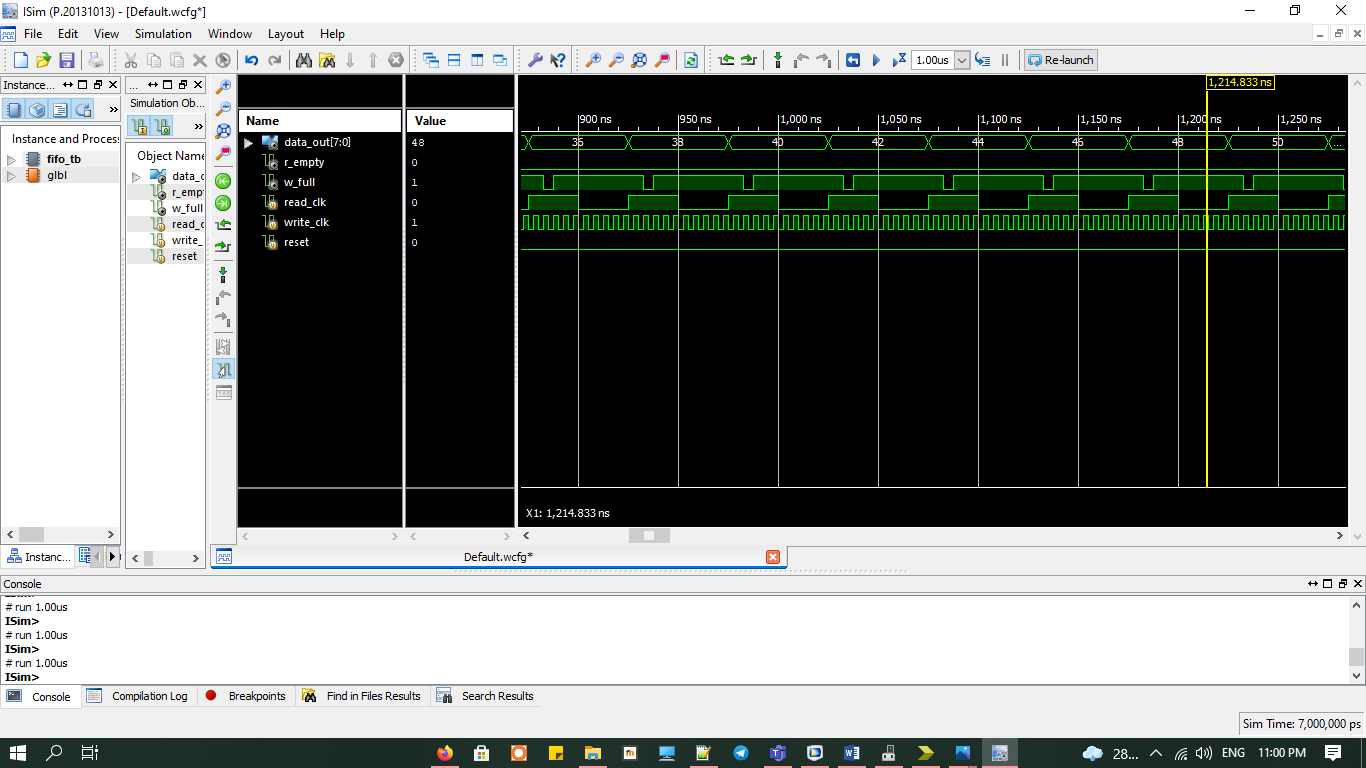 ISim (P.20131013) - [Default.wcfg*]
File Edit View Simulation Window Layout Help
1.00us Re-launch
Instance...
Instance and Process
fifo_tb
glbl
Instanc...
...
Simulation Ob...
Object Name
data_o
r_empt
w_full
read_c
write_
reset
Name Value
data_out[7:0] 48
r_empty 0
w_full 1
read_clk 0
write_clk 1
reset 0
1,214.833 ns
900 ns 950 ns 1,000 ns 1,050 ns 1,100 ns 1,150 ns 1,200 ns 1,250 ns
36 38 40 42 44 46 48 50 ...
X1: 1,214.833 ns
Default.wcfg*
Console
ISim>
# run 1.00us
ISim>
# run 1.00us
ISim>
# run 1.00us
ISim>
Console Compilation Log Breakpoints Find in Files Results Search Results
Sim Time: 7,000,000 ps
28... ENG 11:00 PM